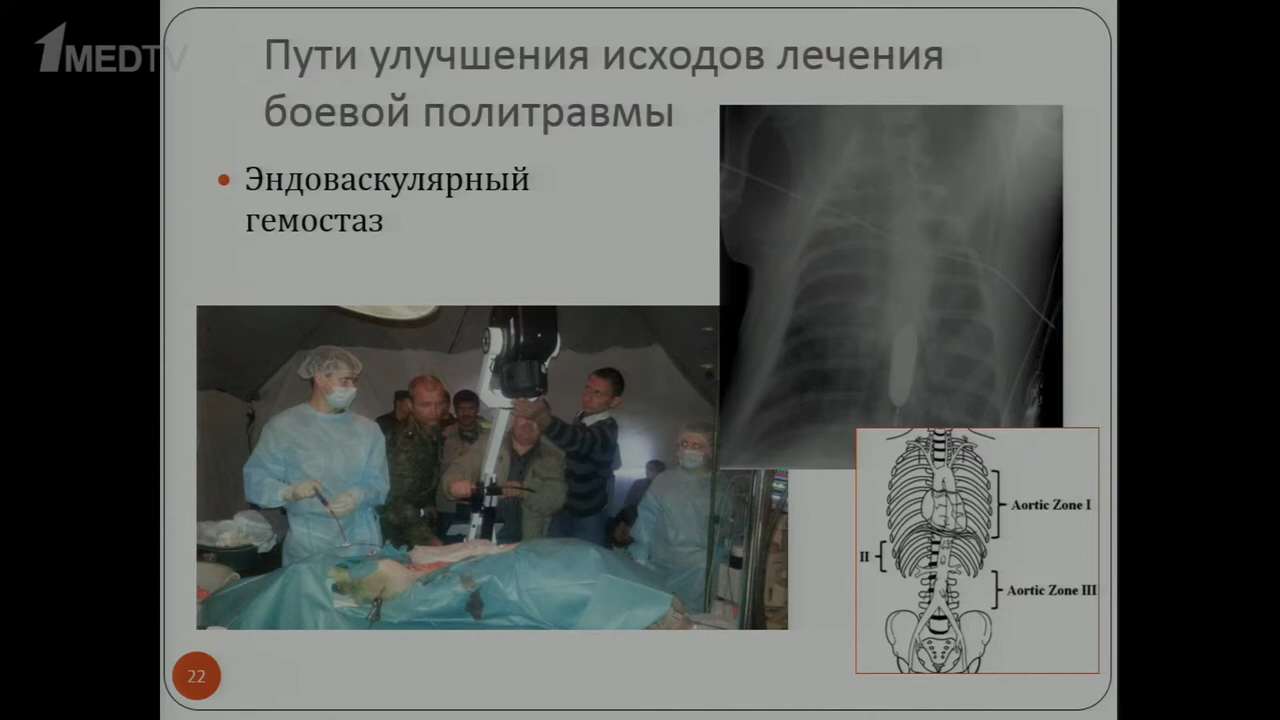 1MEDTV
Пути улучшения исходов лечения
боевой политравмы
• Эндоваскулярный
гемостаз
Aortic Zone I
II
Aortic Zone III
22